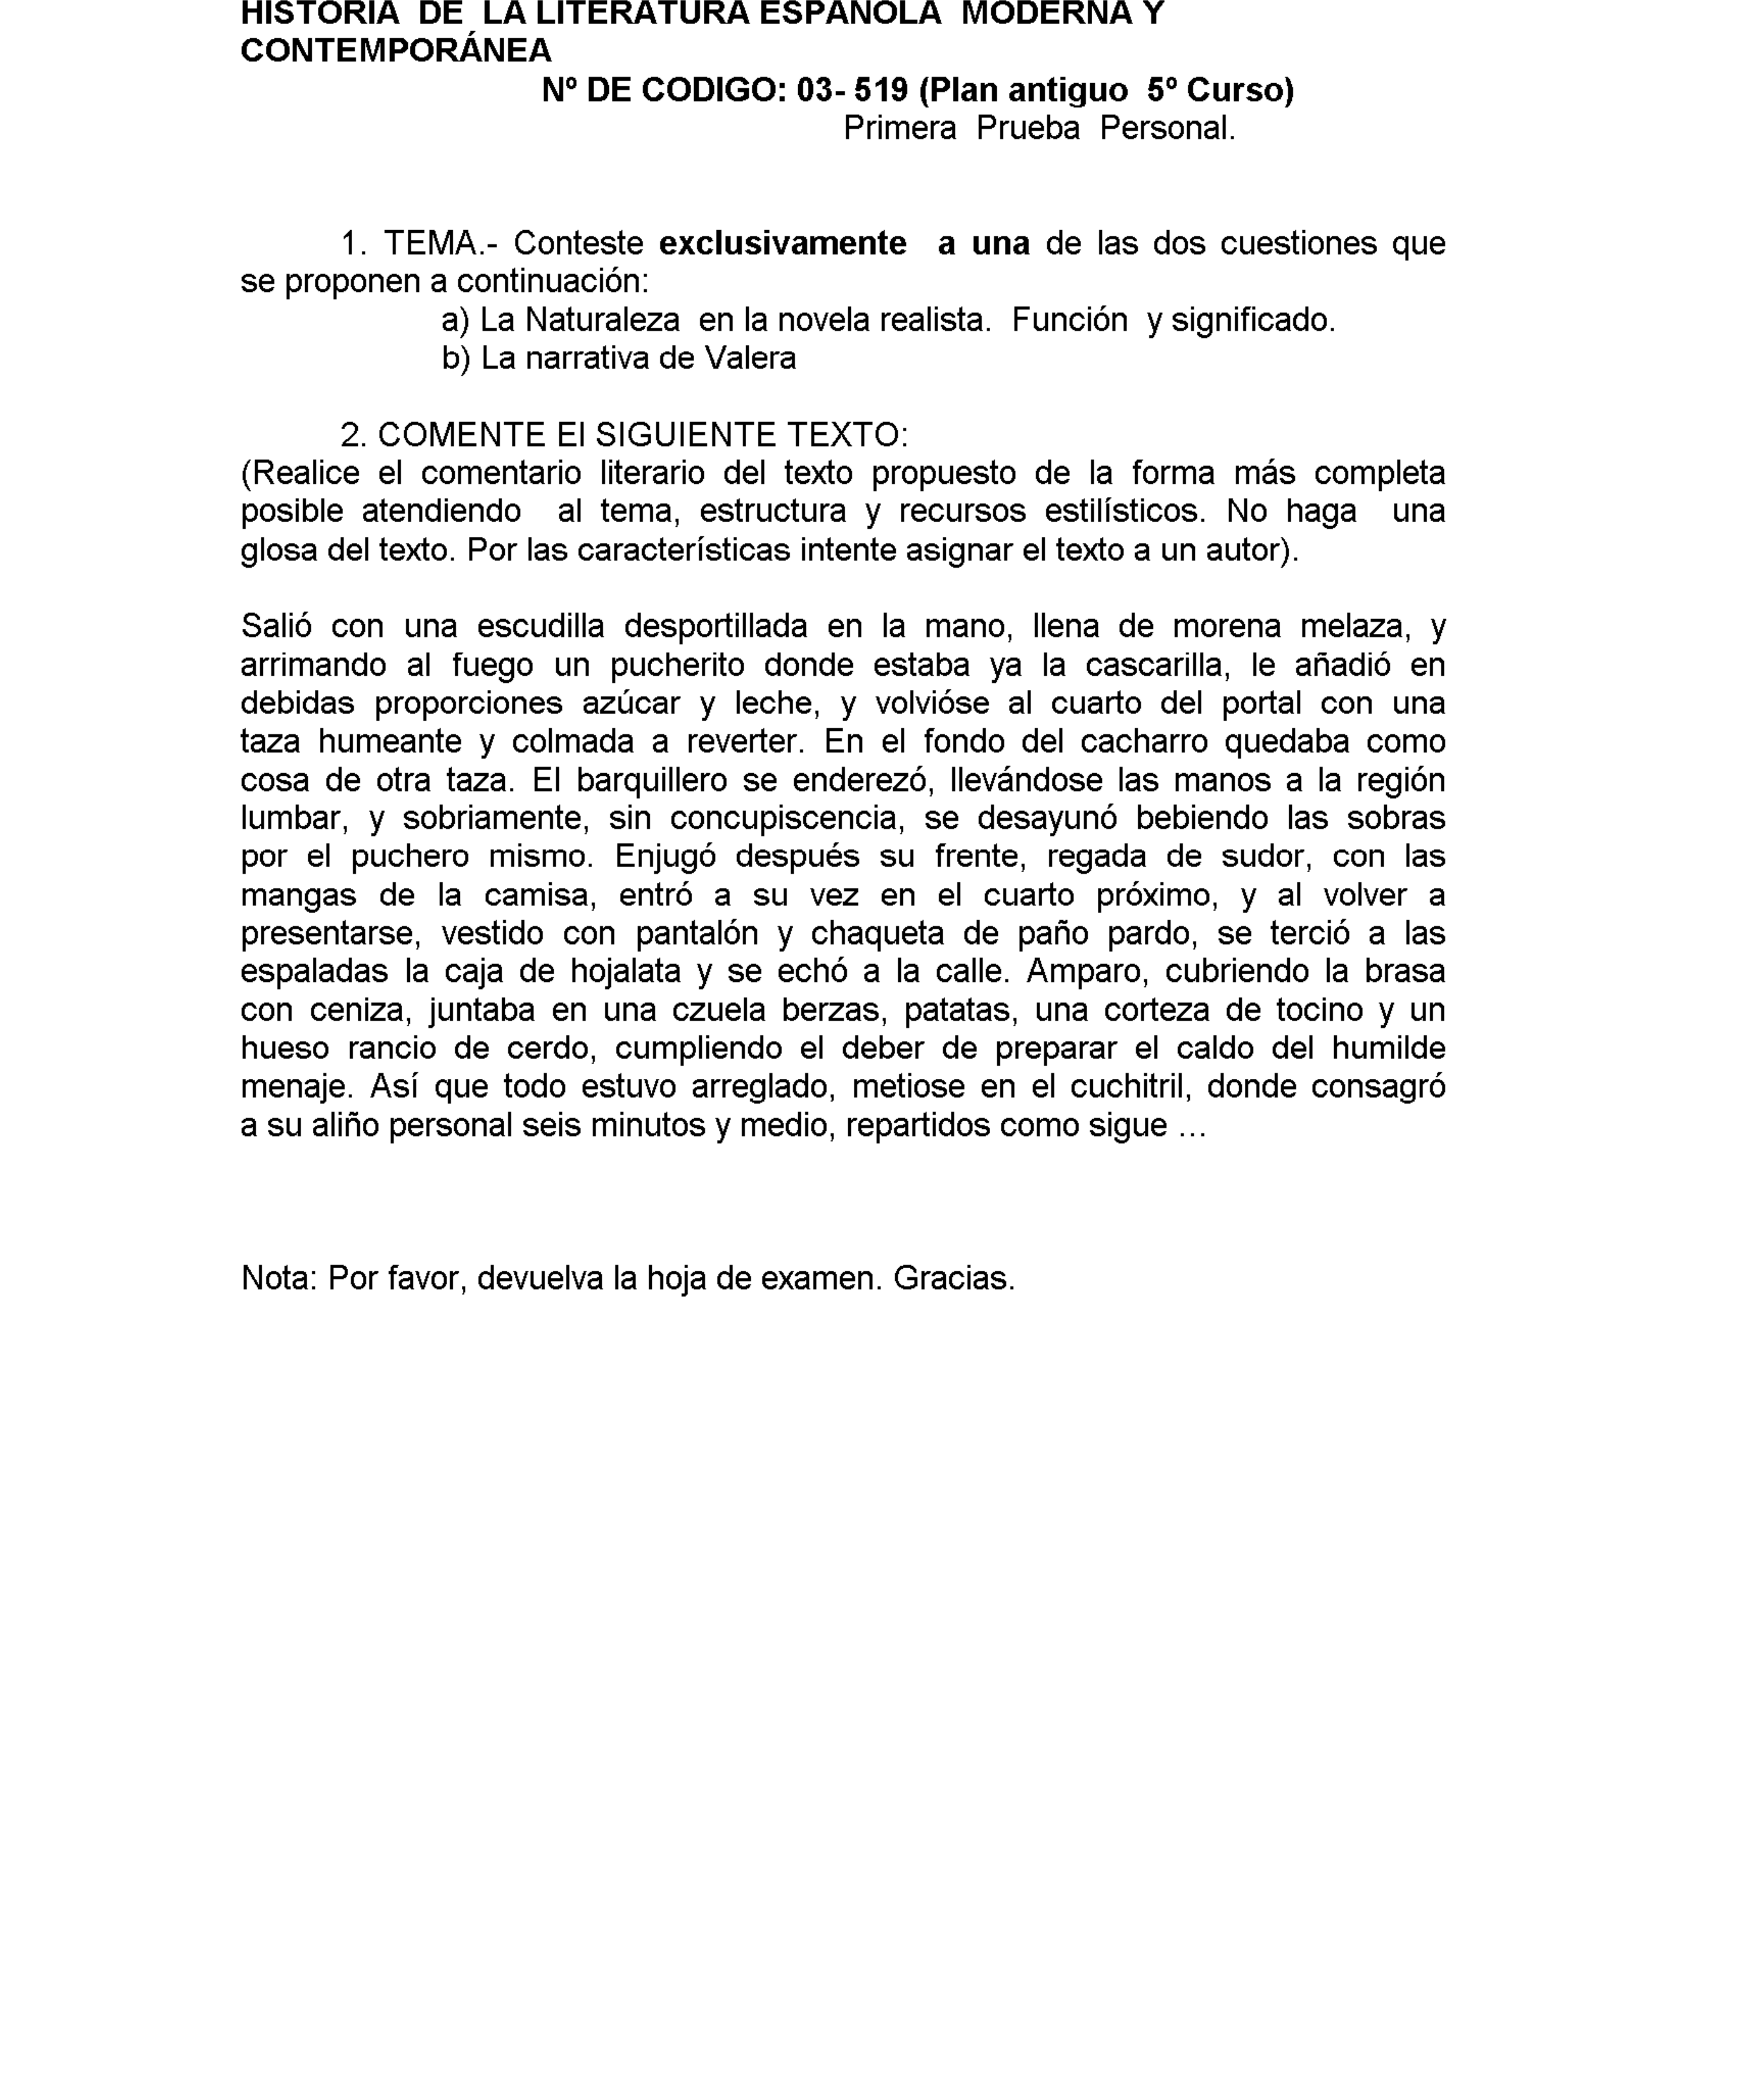 HISTORIA DE LA LITERATURA ESPAÑOLA MODERNA Y
CONTEMPORÁNEA
Nº DE CODIGO: 03- 519 (Plan antiguo 5º Curso)
Primera Prueba Personal.
1. TEMA.- Conteste exclusivamente a una de las dos cuestiones que
se proponen a continuación:
a) La Naturaleza en la novela realista. Función y significado.
b) La narrativa de Valera
2. COMENTE El SIGUIENTE TEXTO:
(Realice el comentario literario del texto propuesto de la forma más completa
posible atendiendo al tema, estructura y recursos estilísticos. No haga una
glosa del texto. Por las características intente asignar el texto a un autor).
Salió con una escudilla desportillada en la mano, llena de morena melaza, y
arrimando al fuego un pucherito donde estaba ya la cascarilla, le añadió en
debidas proporciones azúcar y leche, y volvióse al cuarto del portal con una
taza humeante y colmada a reverter. En el fondo del cacharro quedaba como
cosa de otra taza. El barquillero se enderezó, llevándose las manos a la región
lumbar, y sobriamente, sin concupiscencia, se desayunó bebiendo las sobras
por el puchero mismo. Enjugó después su frente, regada de sudor, con las
mangas de la camisa, entró a su vez en el cuarto próximo, y al volver a
presentarse, vestido con pantalón y chaqueta de paño pardo, se terció a las
espaladas la caja de hojalata y se echó a la calle. Amparo, cubriendo la brasa
con ceniza, juntaba en una czuela berzas, patatas, una corteza de tocino y un
hueso rancio de cerdo, cumpliendo el deber de preparar el caldo del humilde
menaje. Así que todo estuvo arreglado, metiose en el cuchitril, donde consagró
a su aliño personal seis minutos y medio, repartidos como sigue ...
Nota: Por favor, devuelva la hoja de examen. Gracias.